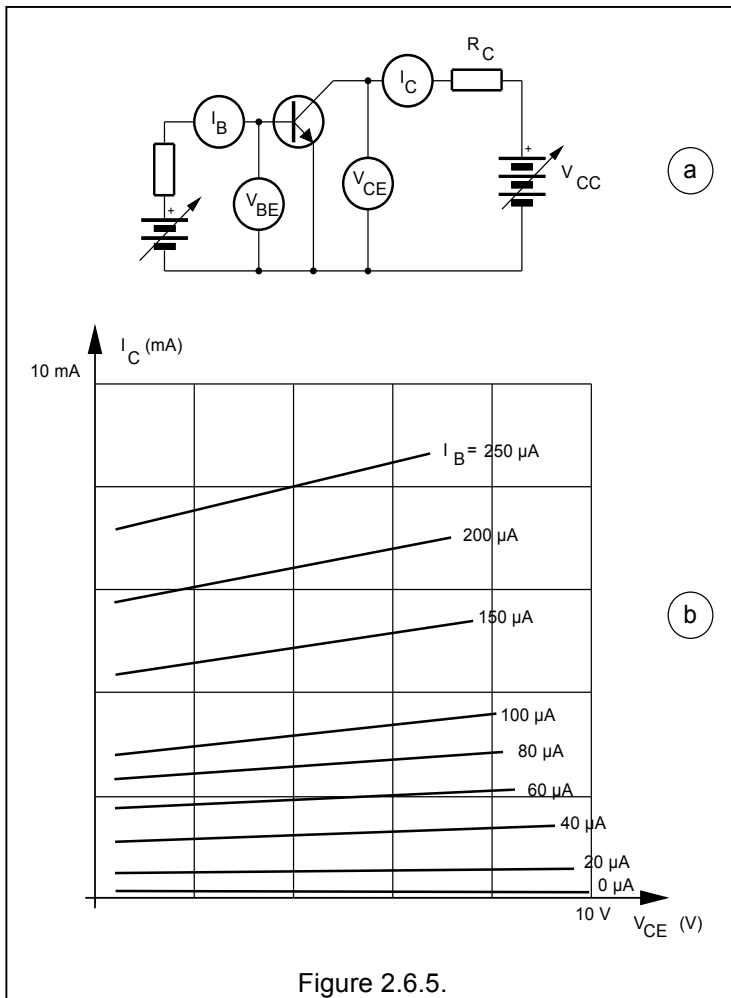 R C
I C
I B
+
V CE
V BE
+
V CC
a
I C (mA)
10 mA
I B = 250 µA
200 µA
150 µA
b
100 µA
80 µA
60 µA
40 µA
20 µA
0 µA
10 V
V CE (V)
Figure 2.6.5.